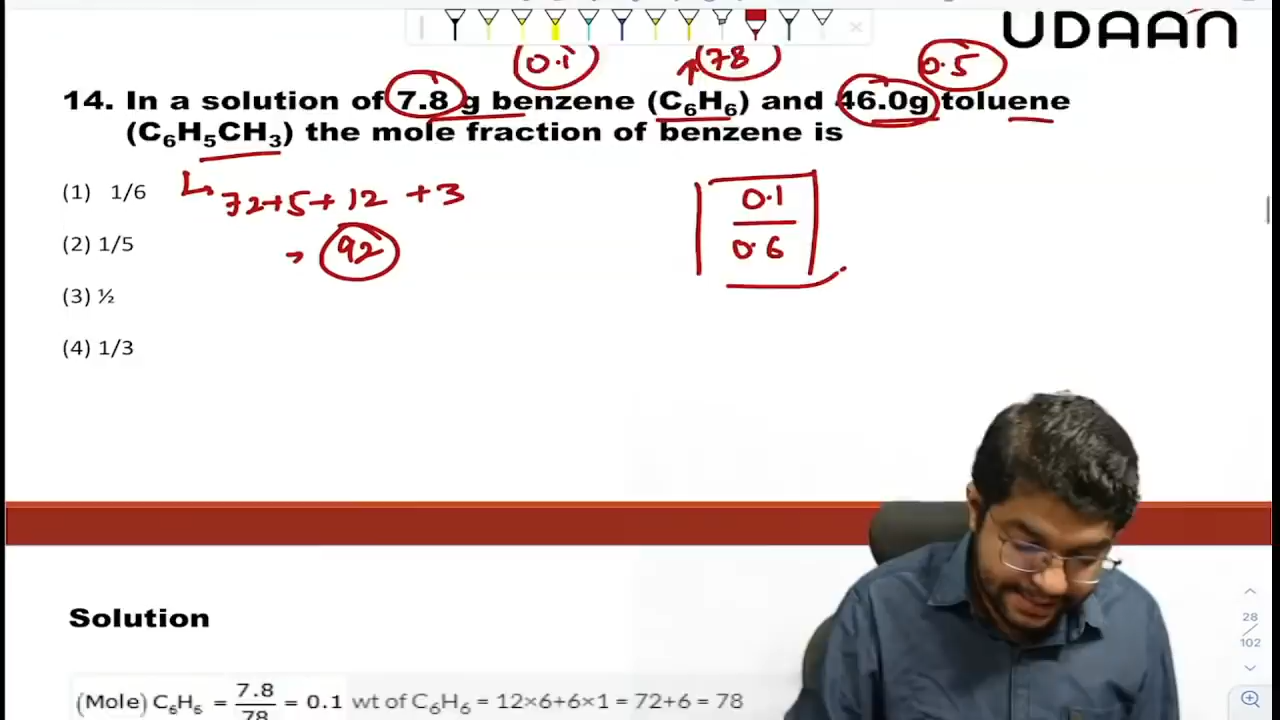 UDAAN
0.1 78 0.5
14. In a solution of 7.8 g benzene (C₆H₆) and 46.0g toluene
(C₆H₅CH₃) the mole fraction of benzene is
(1) 1/6
72+5+12 +3
0.1
0.6
(2) 1/5
92
(3) ½
(4) 1/3
28
/
102
Solution
(Mole) C₆H₆ = 7.8/78 = 0.1 wt of C₆H₆ = 12×6+6×1 = 72+6 = 78